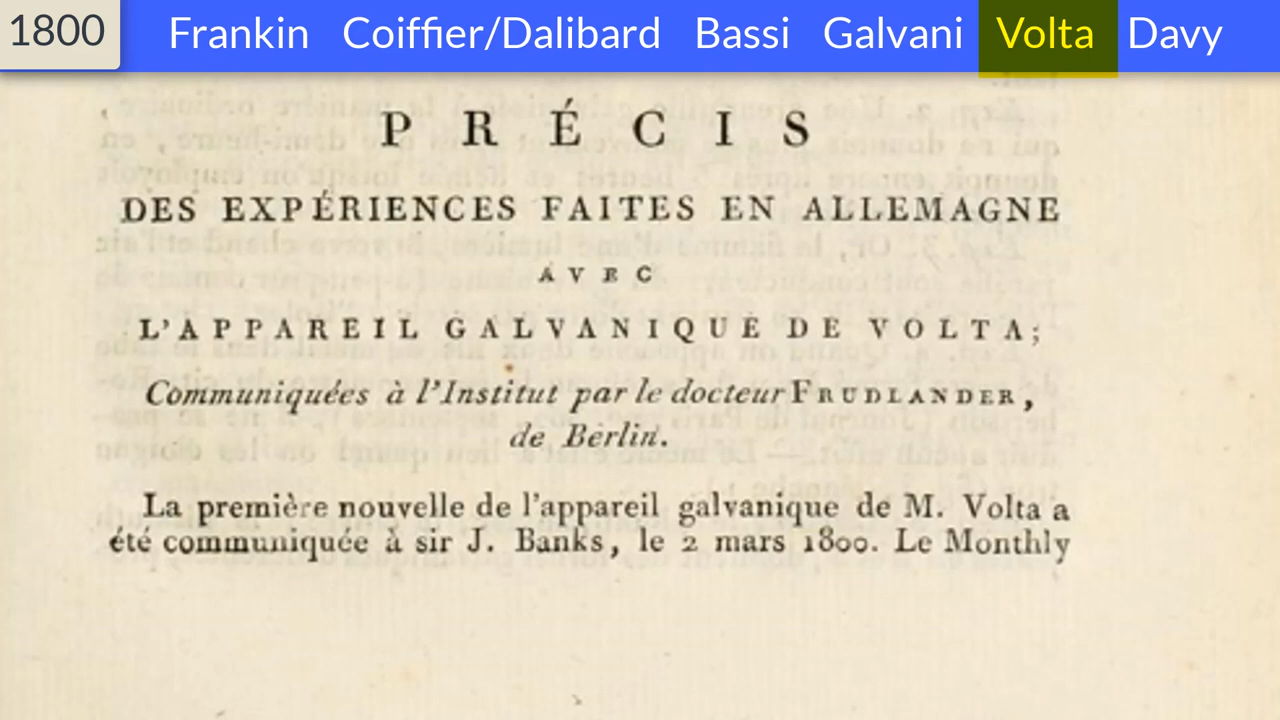 1800 Frankin Coiffier/Dalibard Bassi Galvani Volta Davy
PRÉCIS
DES EXPÉRIENCES FAITES EN ALLEMAGNE
AVEC
L'APPAREIL GALVANIQUE DE VOLTA;
Communiquées à l'Institut par le docteur FRUDLANDER,
de Berlin.
La première nouvelle de l'appareil galvanique de M. Volta a
été communiquée à sir J. Banks, le 2 mars 1800. Le Monthly